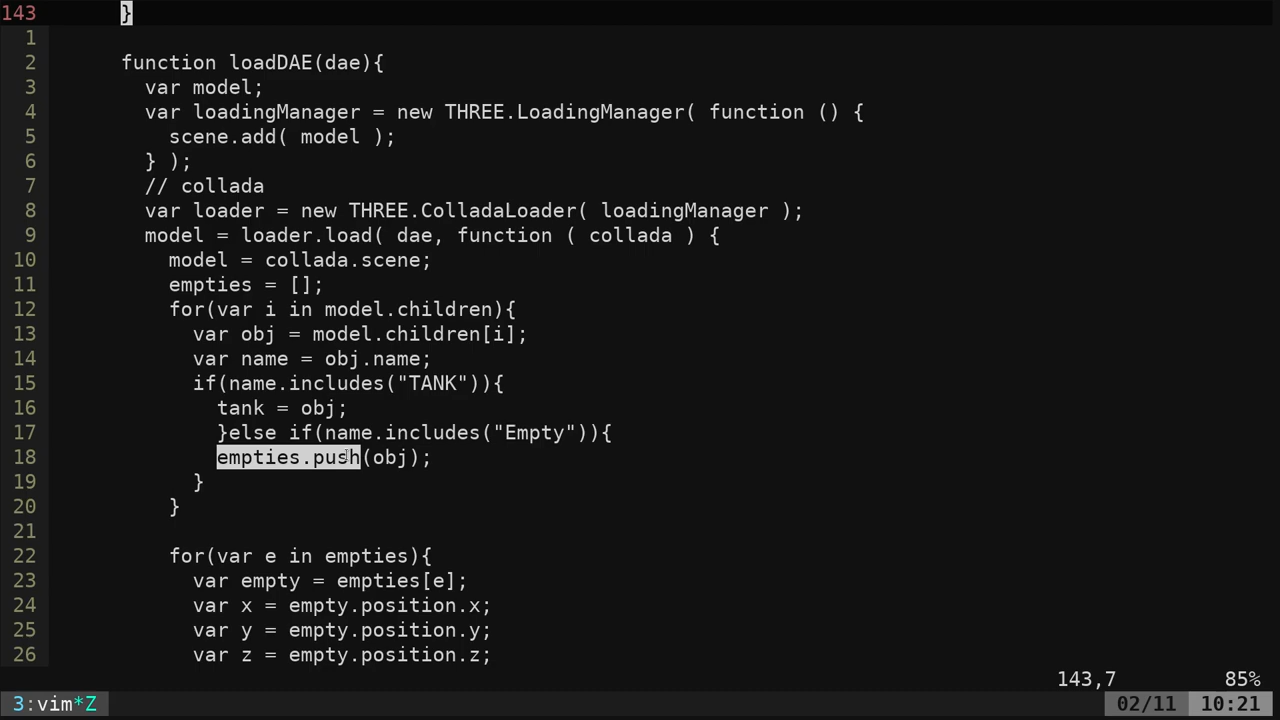 143       }
1
2       function loadDAE(dae){
3         var model;
4         var loadingManager = new THREE.LoadingManager( function () {
5           scene.add( model );
6         } );
7         // collada
8         var loader = new THREE.ColladaLoader( loadingManager );
9         model = loader.load( dae, function ( collada ) {
10           model = collada.scene;
11           empties = [];
12           for(var i in model.children){
13             var obj = model.children[i];
14             var name = obj.name;
15             if(name.includes("TANK")){
16               tank = obj;
17               }else if(name.includes("Empty")){
18               empties.push(obj);
19             }
20           }
21
22           for(var e in empties){
23             var empty = empties[e];
24             var x = empty.position.x;
25             var y = empty.position.y;
26             var z = empty.position.z;
143,7 85%
3:vim*Z 02/11 10:21